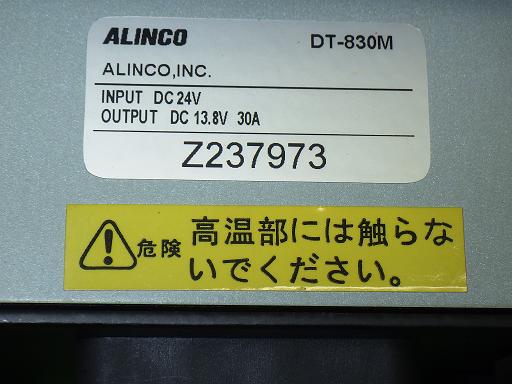 ALINCO DT-830M
ALINCO,INC.
INPUT DC 24V
OUTPUT DC 13.8V 30A
Z237973
危険 高温部には触らな
いでください。